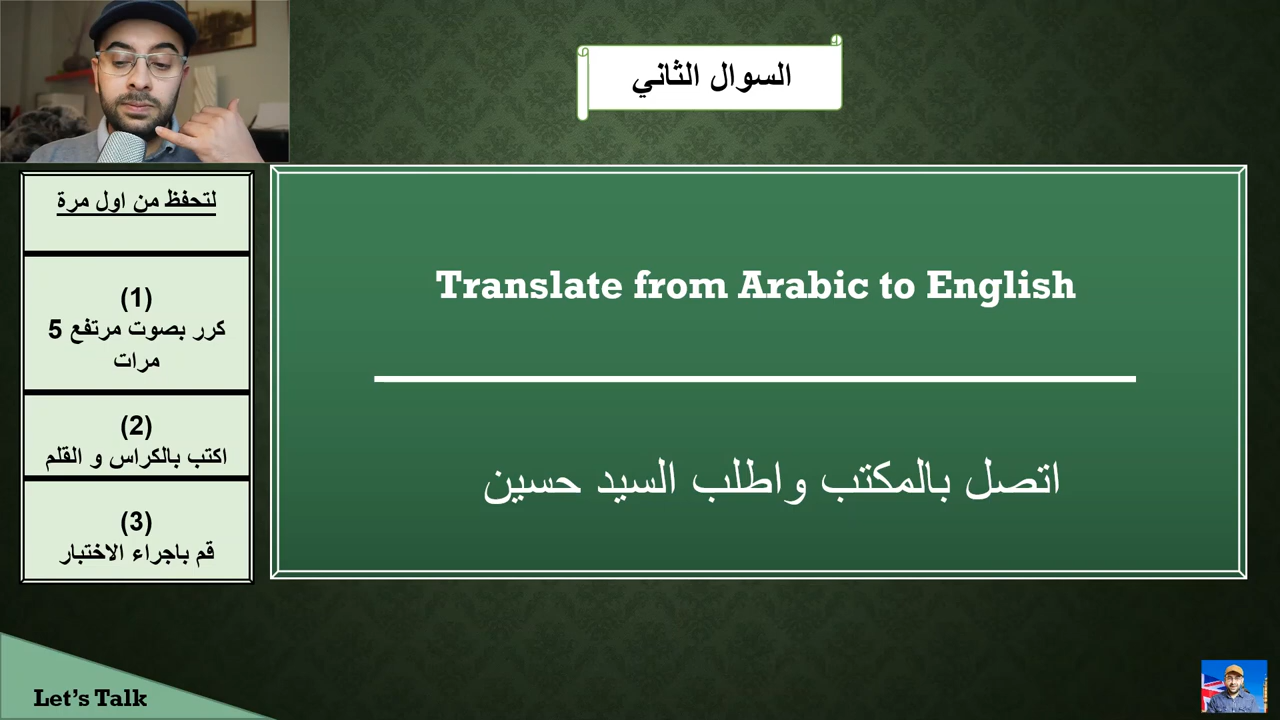 السوال الثاني
لتحفظ من اول مرة
(1)
كرر بصوت مرتفع 5
مرات
(2)
اكتب بالكراس و القلم
(3)
قم باجراء الاختبار
Translate from Arabic to English
اتصل بالمكتب واطلب السيد حسين
Let's Talk